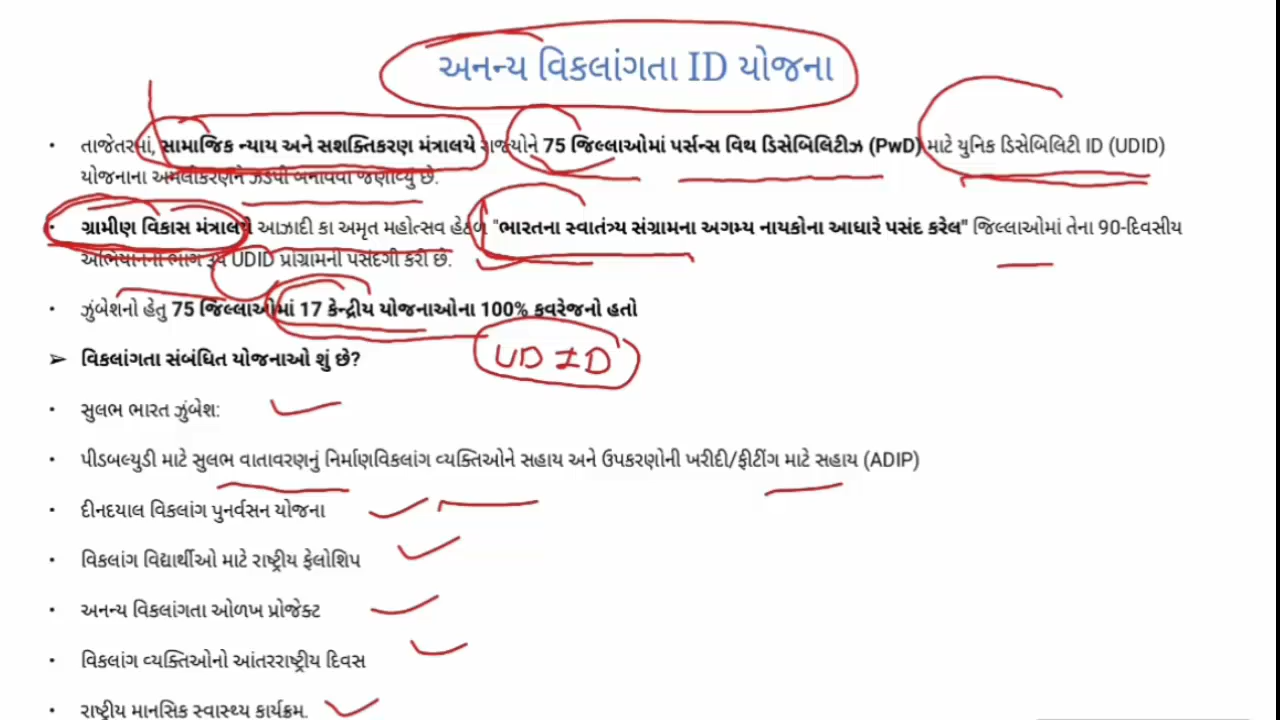 અનન્ય વિકલાંગતા ID યોજના
• તાજેતરમાં, સામાજિક ન્યાય અને સશક્તિકરણ મંત્રાલયે રાજ્યોને 75 જિલ્લાઓમાં પર્સન્સ વિથ ડિસેબિલિટીઝ (PwD) માટે યુનિક ડિસેબિલિટી ID (UDID)
યોજનાના અમલીકરણને ઝડપી બનાવવા જણાવ્યું છે.
• ગ્રામીણ વિકાસ મંત્રાલયે આઝાદી કા અમૃત મહોત્સવ હેઠળ "ભારતના સ્વાતંત્ર્ય સંગ્રામના અગમ્ય નાયકોના આધારે પસંદ કરેલ" જિલ્લાઓમાં તેના 90-દિવસીય
અભિયાનના ભાગ રૂપે UDID પ્રોગ્રામની પસંદગી કરી છે.
• ઝુંબેશનો હેતુ 75 જિલ્લાઓમાં 17 કેન્દ્રીય યોજનાઓના 100% કવરેજનો હતો
UD ID
➢ વિકલાંગતા સંબંધિત યોજનાઓ શું છે?
• સુલભ ભારત ઝુંબેશ:
• પીડબલ્યુડી માટે સુલભ વાતાવરણનું નિર્માણવિકલાંગ વ્યક્તિઓને સહાય અને ઉપકરણોની ખરીદી/ફીટીંગ માટે સહાય (ADIP)
• દીનદયાલ વિકલાંગ પુનર્વસન યોજના
• વિકલાંગ વિદ્યાર્થીઓ માટે રાષ્ટ્રીય ફેલોશિપ
• અનન્ય વિકલાંગતા ઓળખ પ્રોજેક્ટ
• વિકલાંગ વ્યક્તિઓનો આંતરરાષ્ટ્રીય દિવસ
• રાષ્ટ્રીય માનસિક સ્વાસ્થ્ય કાર્યક્રમ.